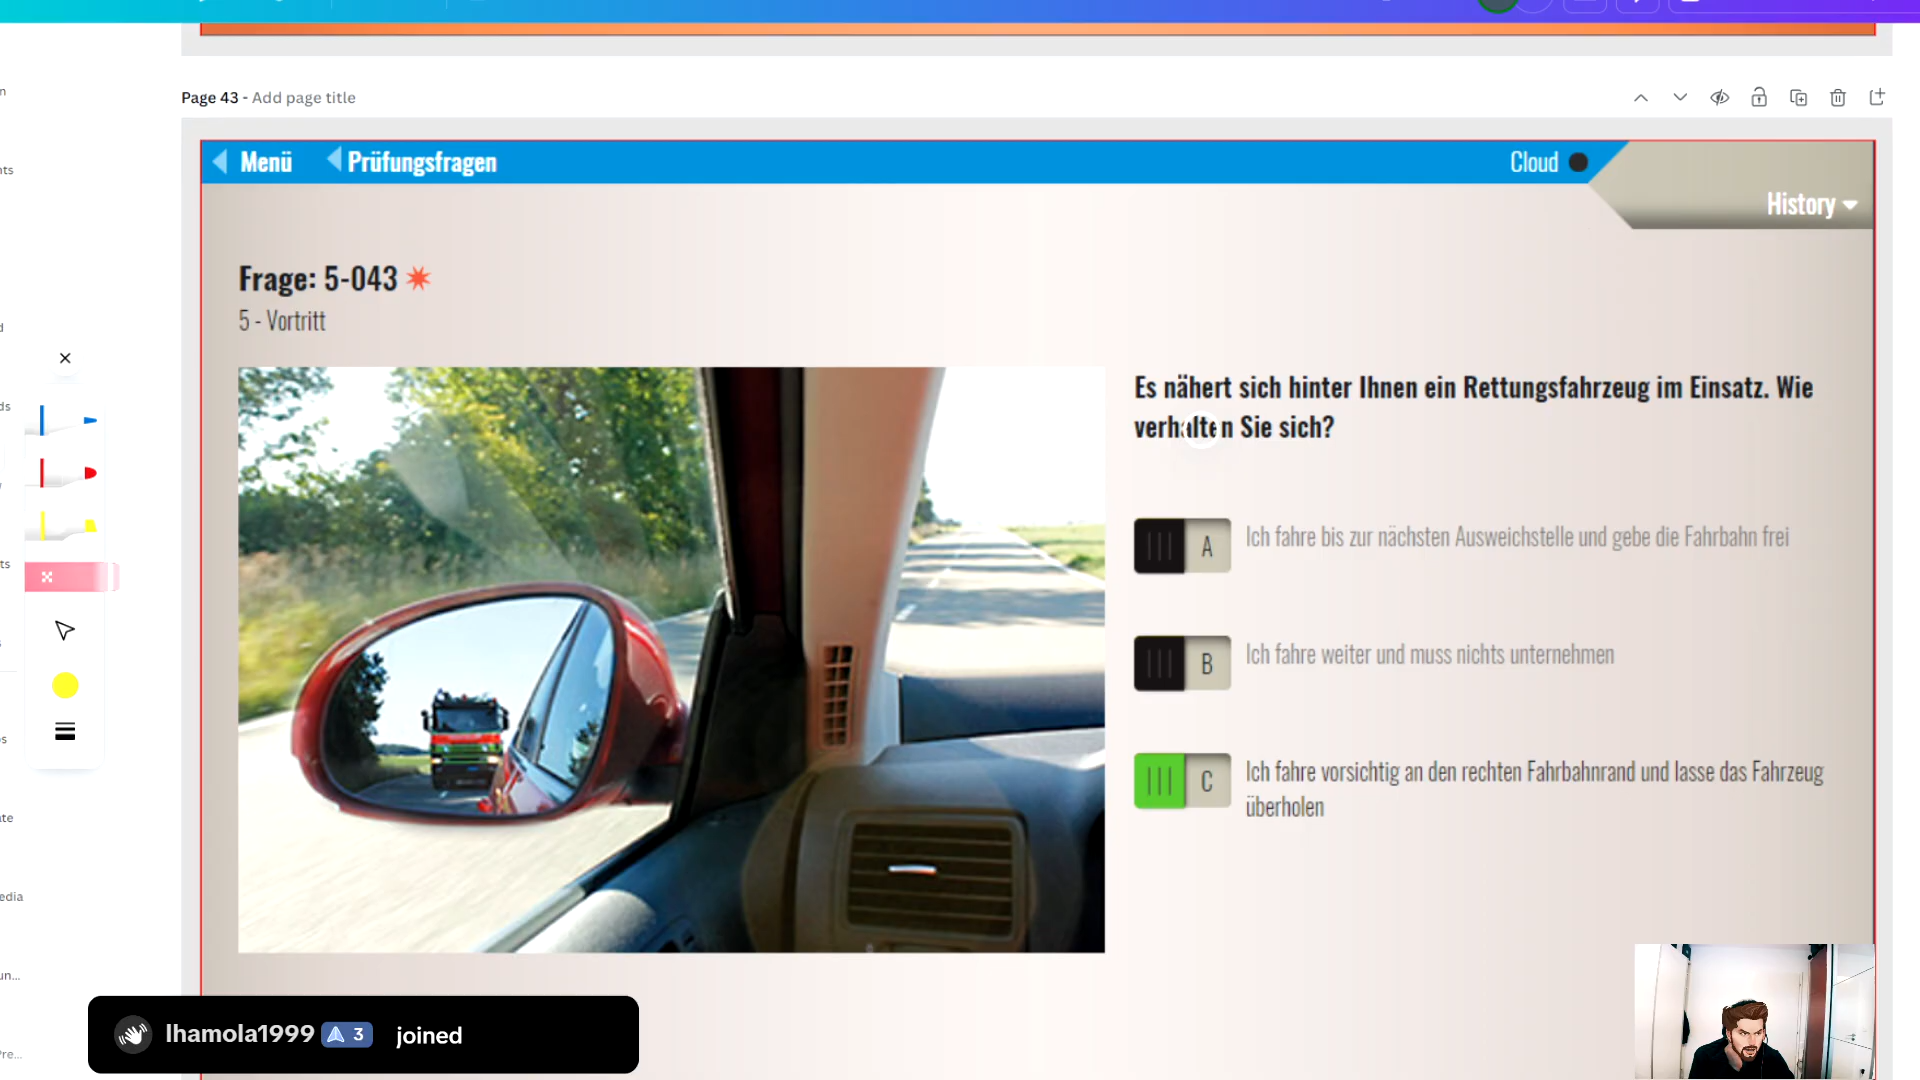 Page 43 - Add page title
Menü
Prüfungsfragen
Cloud
History
Frage: 5-043
5 - Vortritt
Es nähert sich hinter Ihnen ein Rettungsfahrzeug im Einsatz. Wie
verhalten Sie sich?
A
Ich fahre bis zur nächsten Ausweichstelle und gebe die Fahrbahn frei
B
Ich fahre weiter und muss nichts unternehmen
C
Ich fahre vorsichtig an den rechten Fahrbahnrand und lasse das Fahrzeug
überholen
lhamola1999 3 joined